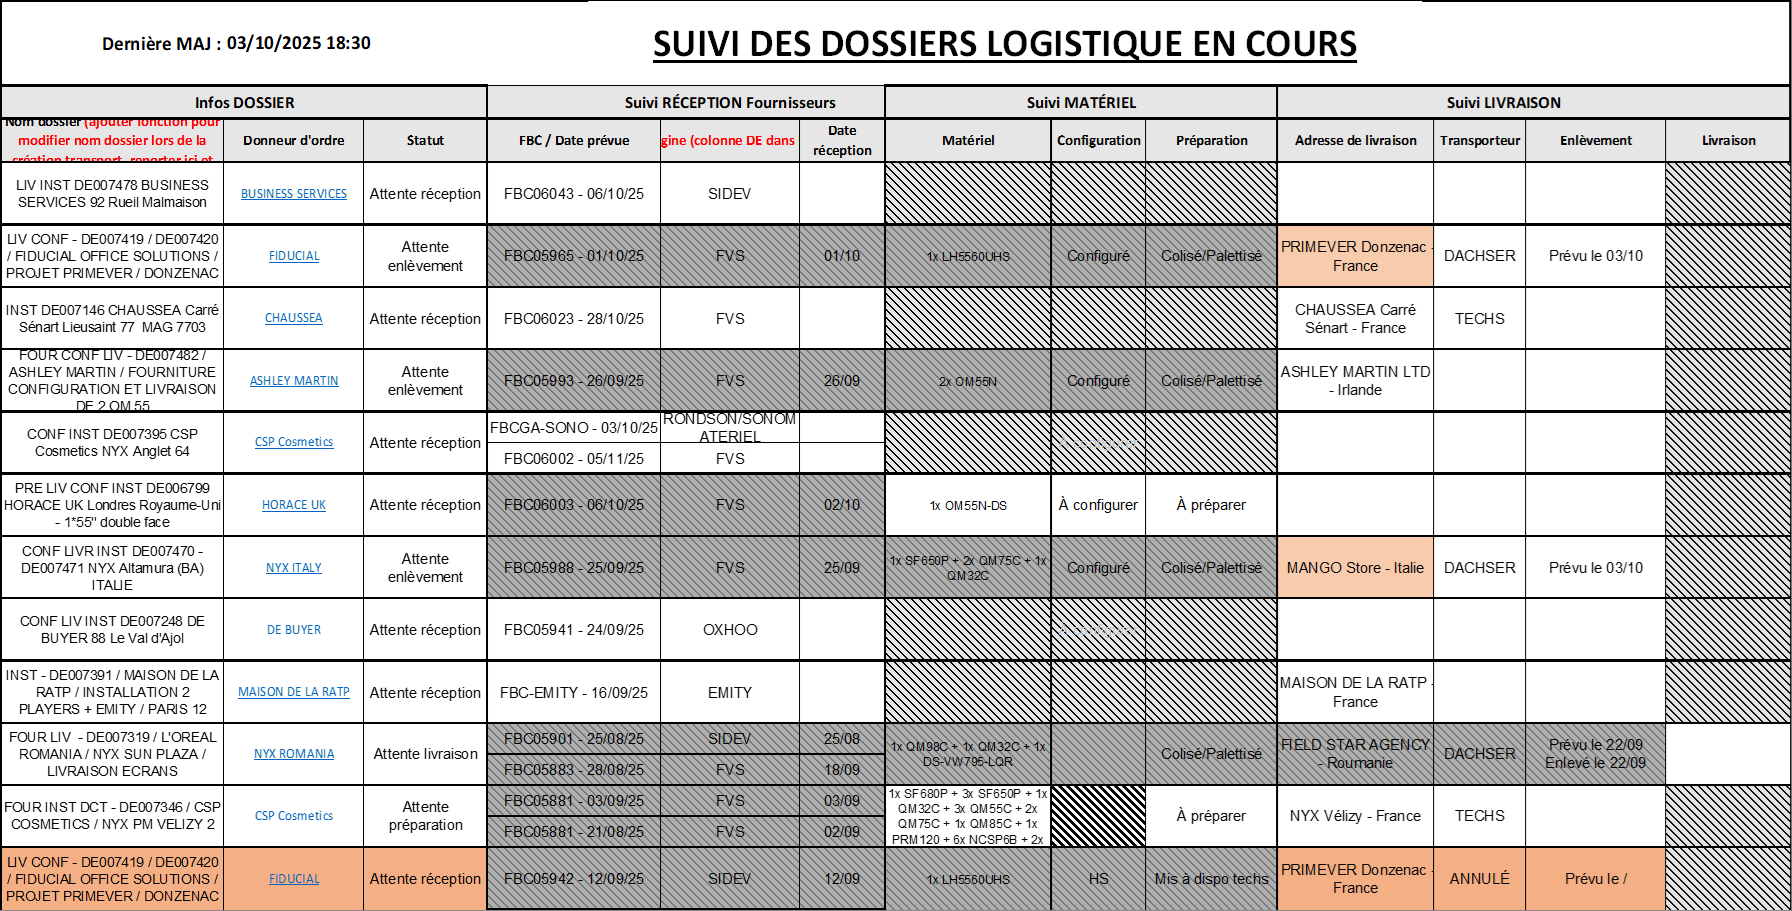 Dernière MAJ : 03/10/2025 18:30
SUIVI DES DOSSIERS LOGISTIQUE EN COURS
Infos DOSSIER
Suivi RÉCEPTION Fournisseurs
Suivi MATÉRIEL
Suivi LIVRAISON
Nom dossier (ajouter fonction pour
modifier nom dossier lors de la
création transport, reporter ici et
Donneur d'ordre
Statut
FBC / Date prévue
gine (colonne DE dans
Date
réception
Matériel
Configuration
Préparation
Adresse de livraison
Transporteur
Enlèvement
Livraison
LIV INST DE007478 BUSINESS
SERVICES 92 Rueil Malmaison
BUSINESS SERVICES
Attente réception
FBC06043 - 06/10/25
SIDEV
LIV CONF - DE007419 / DE007420
/ FIDUCIAL OFFICE SOLUTIONS /
PROJET PRIMEVER / DONZENAC
FIDUCIAL
Attente
enlèvement
FBC05965 - 01/10/25
FVS
01/10
1x LH5560UHS
Configuré
Colisé/Palettisé
PRIMEVER Donzenac -
France
DACHSER
Prévu le 03/10
INST DE007146 CHAUSSEA Carré
Sénart Lieusaint 77  MAG 7703
CHAUSSEA
Attente réception
FBC06023 - 28/10/25
FVS
CHAUSSEA Carré
Sénart - France
TECHS
FOUR CONF LIV - DE007482 /
ASHLEY MARTIN / FOURNITURE
CONFIGURATION ET LIVRAISON
DE 2 OM 55
ASHLEY MARTIN
Attente
enlèvement
FBC05993 - 26/09/25
FVS
26/09
2x OM55N
Configuré
Colisé/Palettisé
ASHLEY MARTIN LTD
- Irlande
CONF INST DE007395 CSP
Cosmetics NYX Anglet 64
CSP Cosmetics
Attente réception
FBCGA-SONO - 03/10/25
RONDSON/SONOM
ATERIEL
FBC06002 - 05/11/25
FVS
À configurer
PRE LIV CONF INST DE006799
HORACE UK Londres Royaume-Uni
- 1*55" double face
HORACE UK
Attente réception
FBC06003 - 06/10/25
FVS
02/10
1x OM55N-DS
À configurer
À préparer
CONF LIVR INST DE007470 -
DE007471 NYX Altamura (BA)
ITALIE
NYX ITALY
Attente
enlèvement
FBC05988 - 25/09/25
FVS
25/09
1x SF650P + 2x QM75C + 1x
QM32C
Configuré
Colisé/Palettisé
MANGO Store - Italie
DACHSER
Prévu le 03/10
CONF LIV INST DE007248 DE
BUYER 88 Le Val d'Ajol
DE BUYER
Attente réception
FBC05941 - 24/09/25
OXHOO
À configurer
INST - DE007391 / MAISON DE LA
RATP / INSTALLATION 2
PLAYERS + EMITY / PARIS 12
MAISON DE LA RATP
Attente réception
FBC-EMITY - 16/09/25
EMITY
MAISON DE LA RATP -
France
FOUR LIV  - DE007319 / L'OREAL
ROMANIA / NYX SUN PLAZA /
LIVRAISON ECRANS
NYX ROMANIA
Attente livraison
FBC05901 - 25/08/25
SIDEV
25/08
FBC05883 - 28/08/25
FVS
18/09
1x QM98C + 1x QM32C + 1x
DS-VW795-LQR
Colisé/Palettisé
FIELD STAR AGENCY
- Roumanie
DACHSER
Prévu le 22/09
Enlevé le 22/09
FOUR INST DCT - DE007346 / CSP
COSMETICS / NYX PM VELIZY 2
CSP Cosmetics
Attente
préparation
FBC05881 - 03/09/25
FVS
03/09
FBC05881 - 21/08/25
FVS
02/09
1x SF680P + 3x SF650P + 1x
QM32C + 3x QM55C + 2x
QM75C + 1x QM85C + 1x
PRM120 + 6x NCSP6B + 2x
À préparer
NYX Vélizy - France
TECHS
LIV CONF - DE007419 / DE007420
/ FIDUCIAL OFFICE SOLUTIONS /
PROJET PRIMEVER / DONZENAC
FIDUCIAL
Attente réception
FBC05942 - 12/09/25
SIDEV
12/09
1x LH5560UHS
HS
Mis à dispo techs
PRIMEVER Donzenac -
France
ANNULÉ
Prévu le /